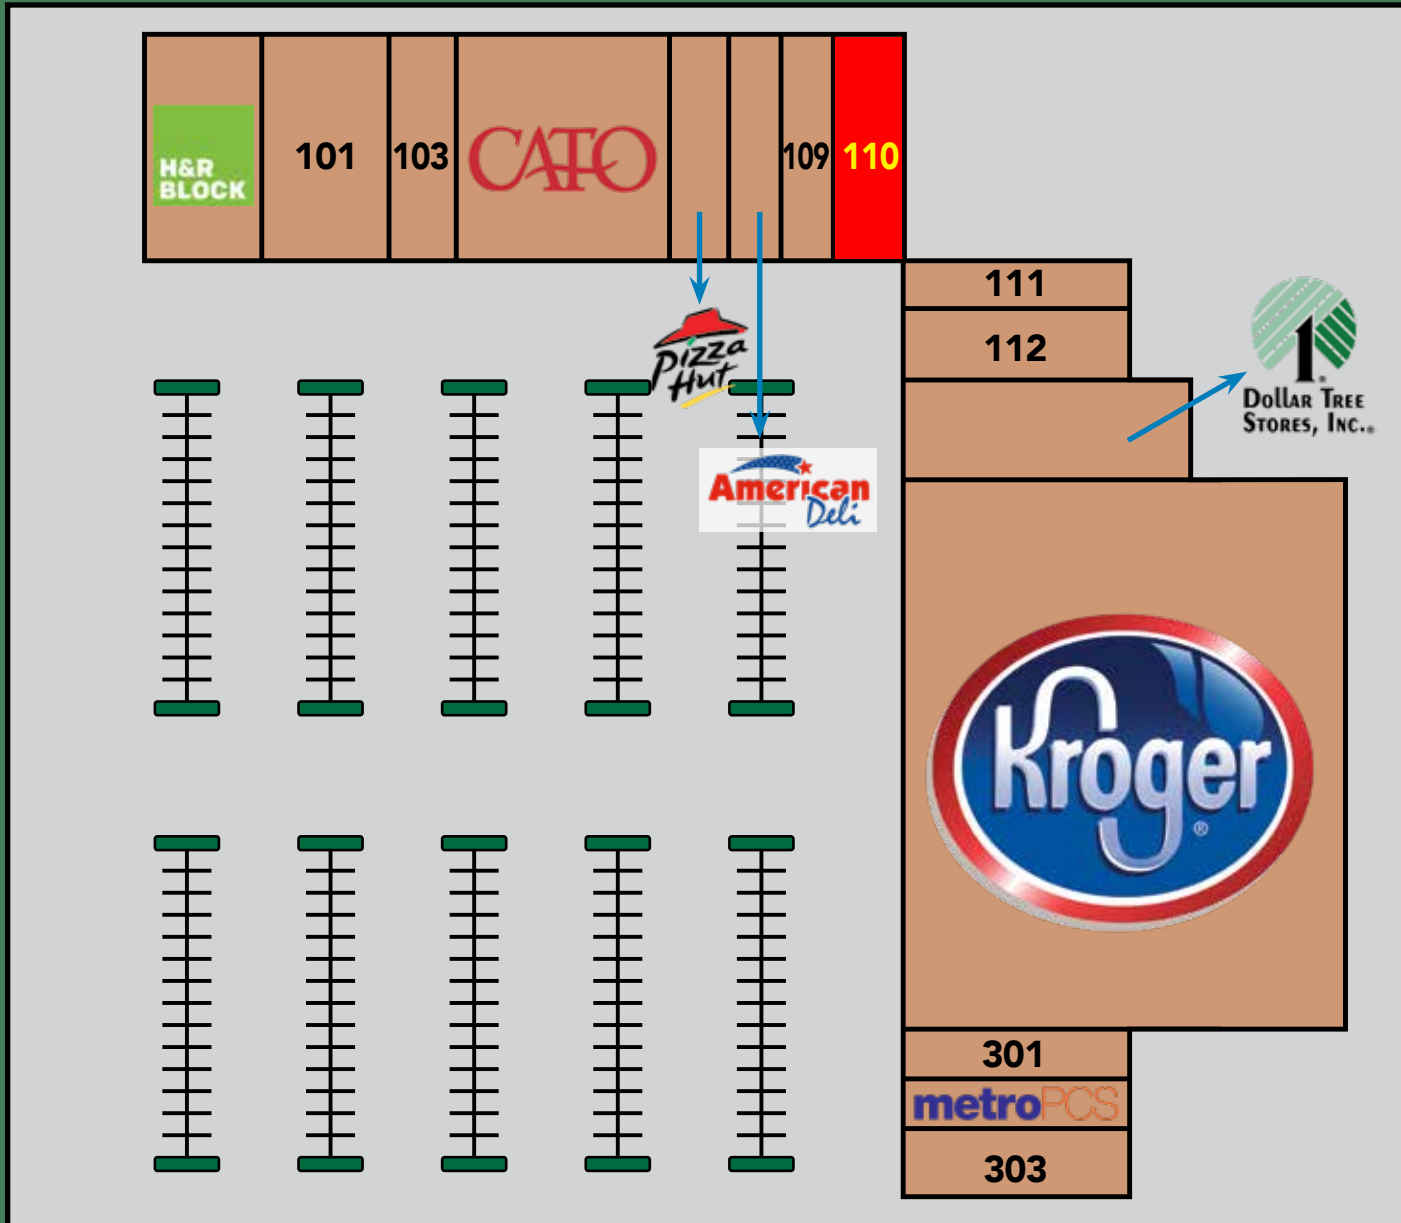 H&R
BLOCK
101
103
CATO
109
110
111
112
Pizza
Hut
1
Dollar Tree
Stores, Inc.®
American
Deli
Kroger
®
301
metroPCS
303